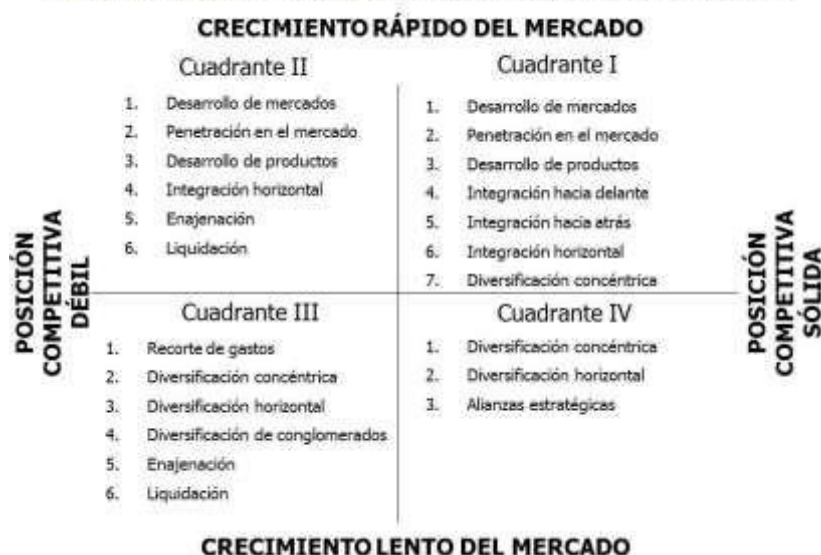 CRECIMIENTO RÁPIDO DEL MERCADO
Cuadrante II
1. Desarrollo de mercados
2. Penetración en el mercado
3. Desarrollo de productos
4. Integración horizontal
5. Enajenación
6. Liquidación
Cuadrante I
1. Desarrollo de mercados
2. Penetración en el mercado
3. Desarrollo de productos
4. Integración hacia delante
5. Integración hacia atrás
6. Integración horizontal
7. Diversificación concéntrica
POSICIÓN
COMPETITIVA
DÉBIL
POSICIÓN
COMPETITIVA
SÓLIDA
Cuadrante III
1. Recorte de gastos
2. Diversificación concéntrica
3. Diversificación horizontal
4. Diversificación de conglomerados
5. Enajenación
6. Liquidación
Cuadrante IV
1. Diversificación concéntrica
2. Diversificación horizontal
3. Alianzas estratégicas
CRECIMIENTO LENTO DEL MERCADO